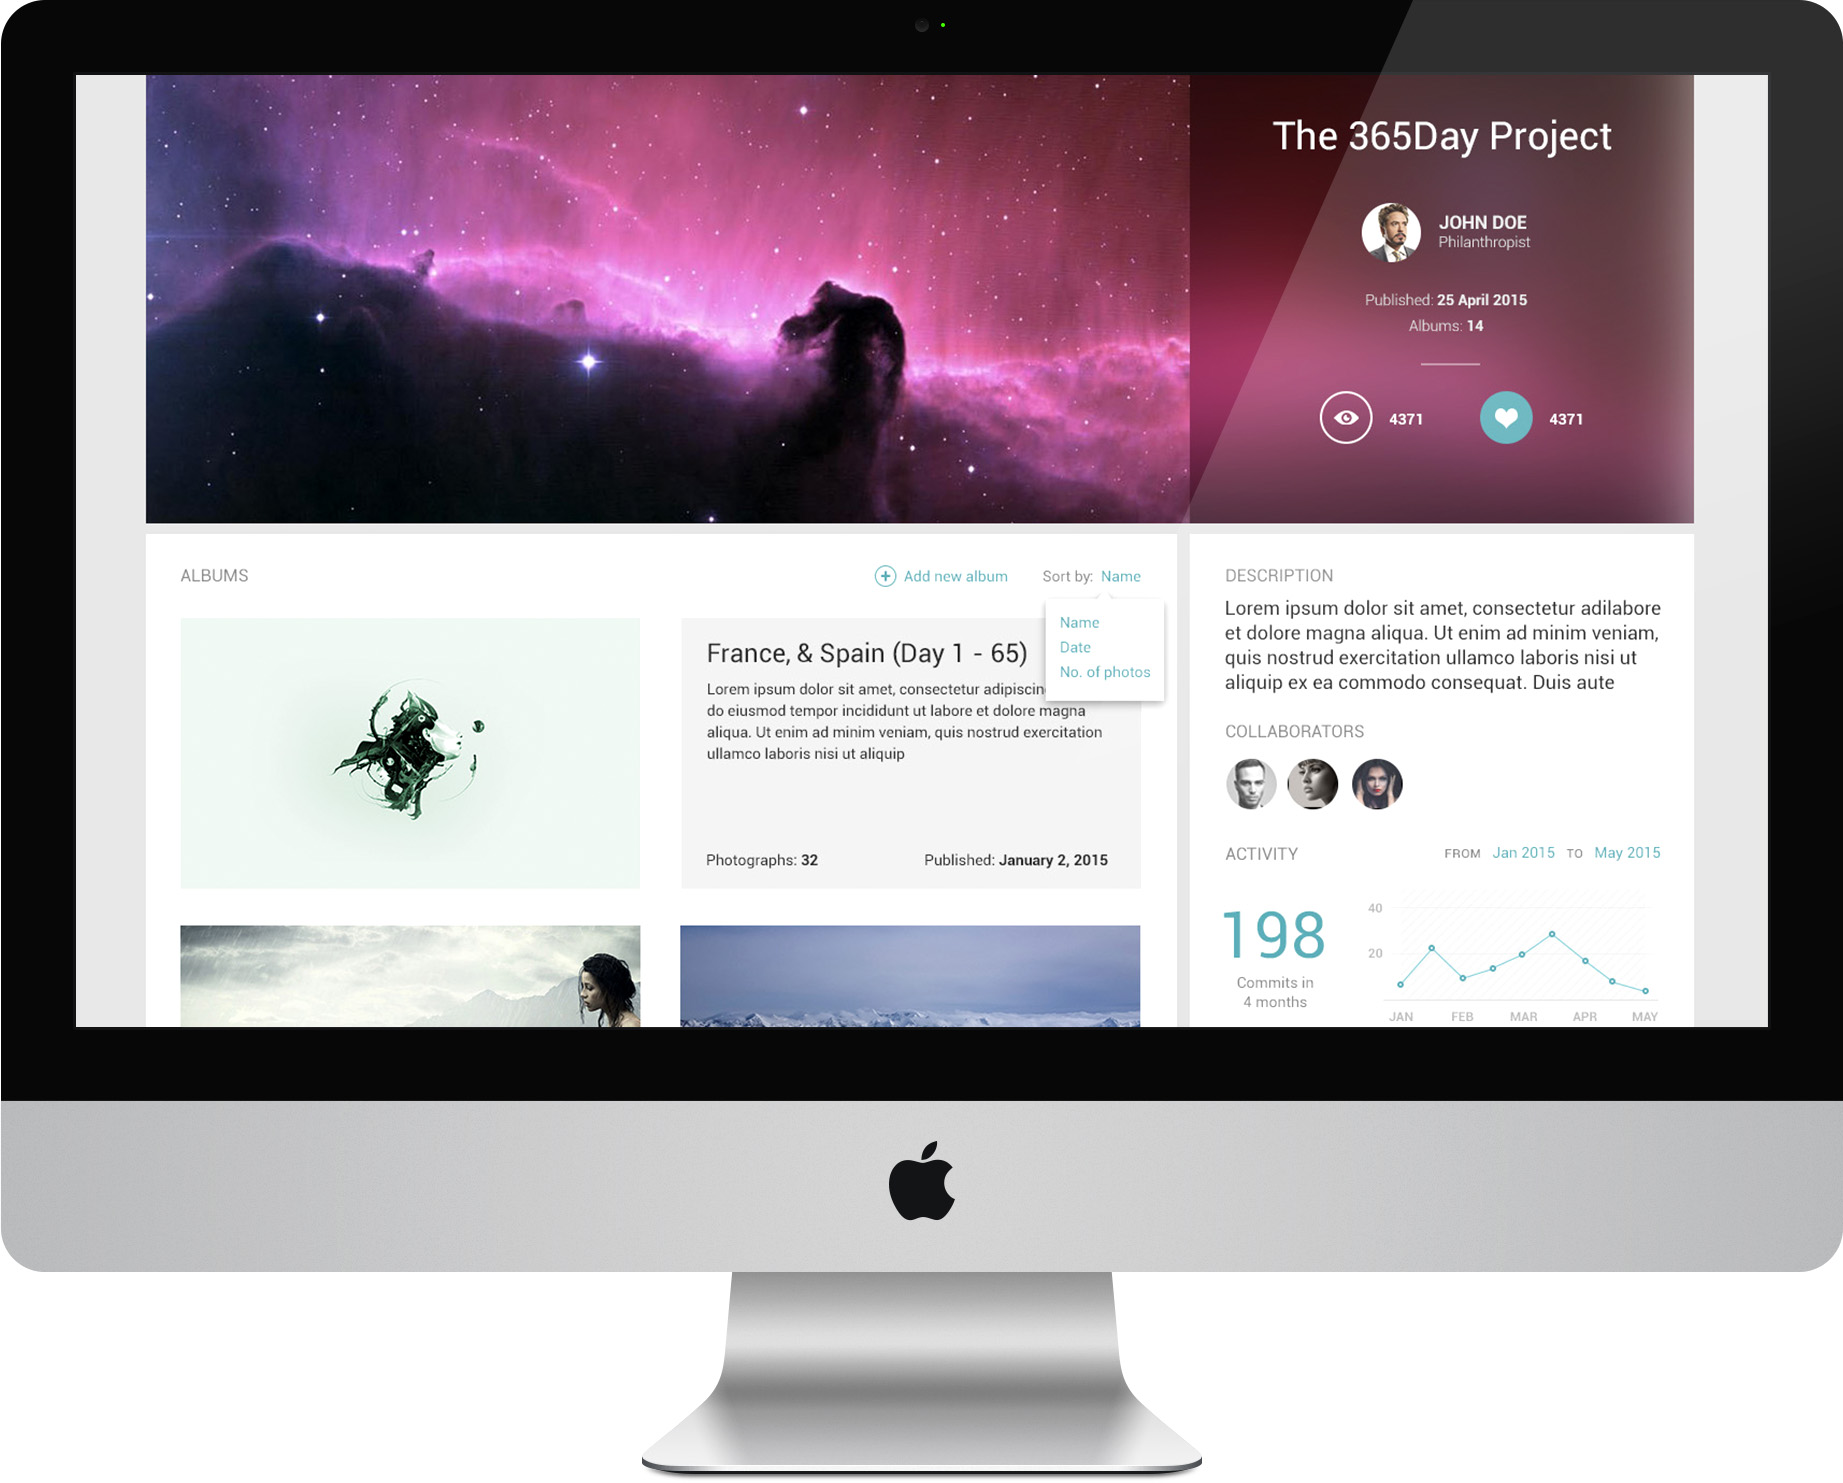 The 365Day Project
JOHN DOE
Philanthropist
Published: 25 April 2015
Albums: 14
4371
4371
ALBUMS
Add new album
Sort by: Name
Name
Date
No. of photos
France, & Spain (Day 1 - 65)
Lorem ipsum dolor sit amet, consectetur
do eiusmod tempor incididunt ut labore et dolore magna
aliqua. Ut enim ad minim veniam, quis nostrud exercitation
ullamco laboris nisi ut aliquip
Photographs: 32
Published: January 2, 2015
DESCRIPTION
Lorem ipsum dolor sit amet, consectetur adilabore
et dolore magna aliqua. Ut enim ad minim veniam,
quis nostrud exercitation ullamco laboris nisi ut
aliquip ex ea commodo consequat. Duis aute
COLLABORATORS
ACTIVITY
FROM Jan 2015 TO May 2015
198
Commits in
4 months
40
20
JAN FEB MAR APR MAY